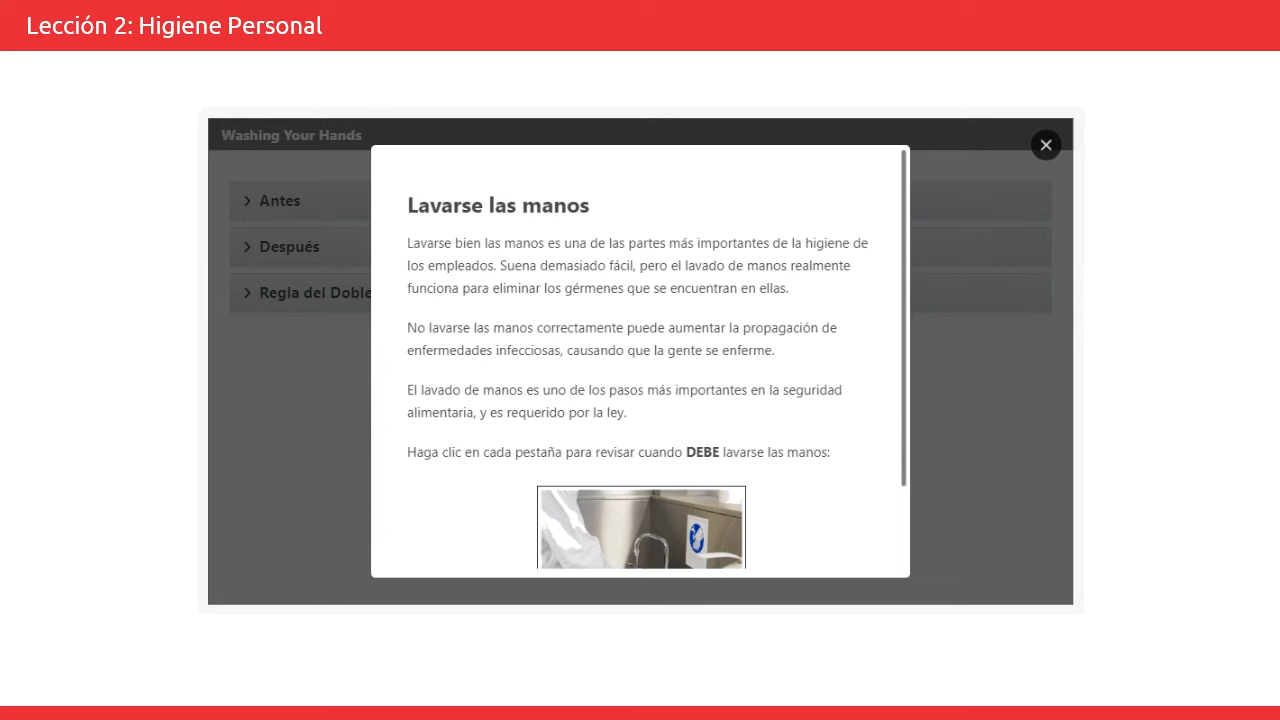 Lección 2: Higiene Personal
Washing Your Hands
Antes
Después
Regla del Doble
Lavarse las manos
Lavarse bien las manos es una de las partes más importantes de la higiene de
los empleados. Suena demasiado fácil, pero el lavado de manos realmente
funciona para eliminar los gérmenes que se encuentran en ellas.
No lavarse las manos correctamente puede aumentar la propagación de
enfermedades infecciosas, causando que la gente se enferme.
El lavado de manos es uno de los pasos más importantes en la seguridad
alimentaria, y es requerido por la ley.
Haga clic en cada pestaña para revisar cuando DEBE lavarse las manos: